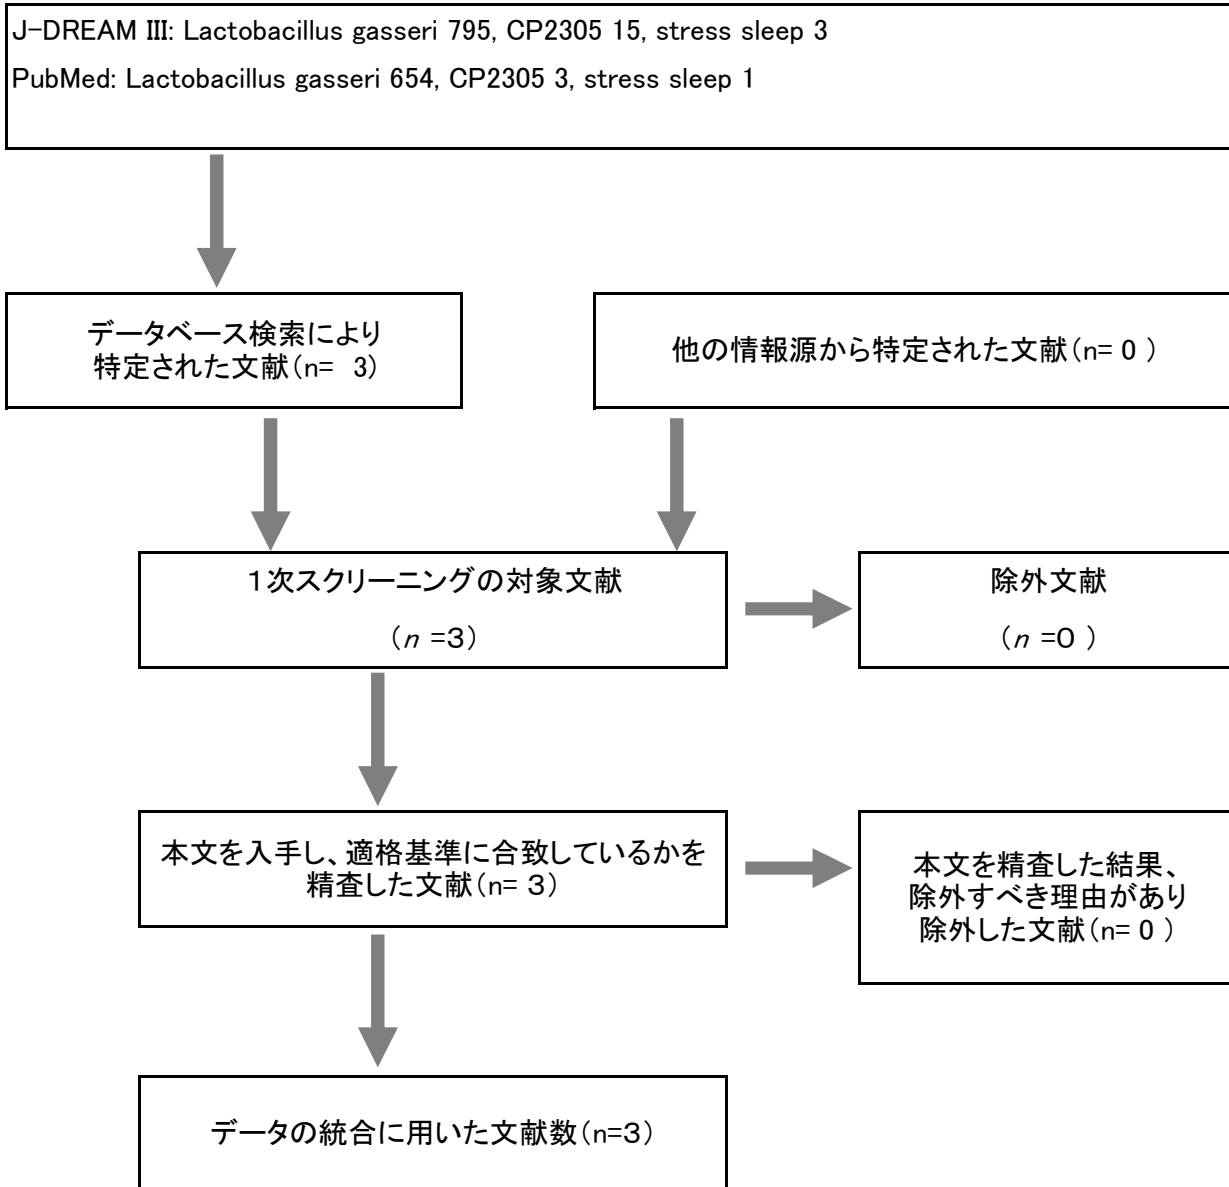 J-DREAM III: Lactobacillus gasseri 795, CP2305 15, stress sleep 3
PubMed: Lactobacillus gasseri 654, CP2305 3, stress sleep 1
データベース検索により
特定された文献(n=  3)
他の情報源から特定された文献(n= 0 )
１次スクリーニングの対象文献
(n =3)
除外文献
(n =0 )
本文を入手し、適格基準に合致しているかを
精査した文献(n= 3)
本文を精査した結果、
除外すべき理由があり
除外した文献(n= 0 )
データの統合に用いた文献数(n=3)